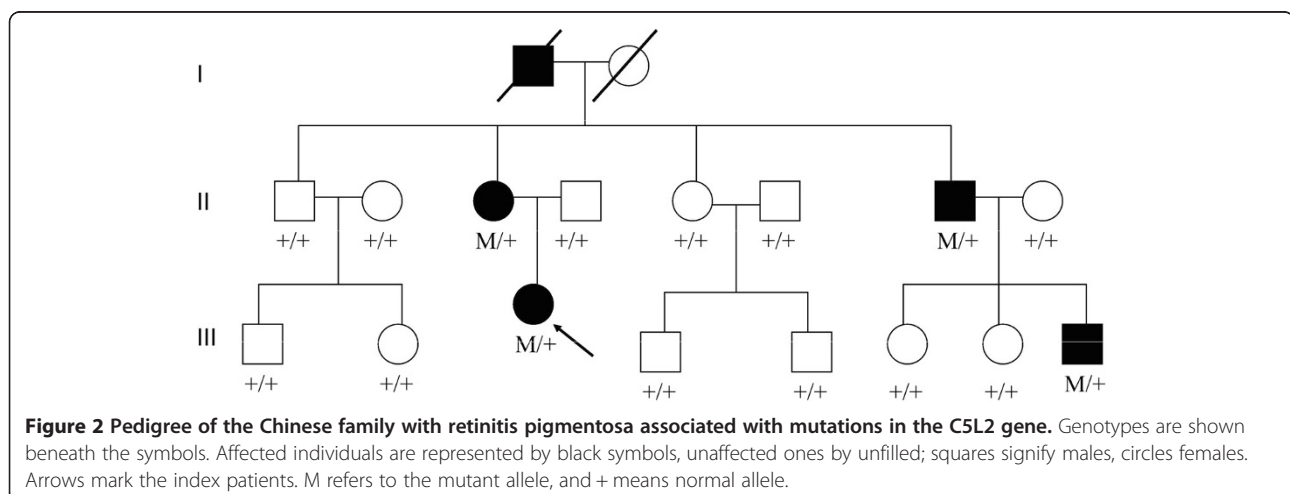 I
II
+/+ +/+ M/+ +/+ +/+ +/+ M/+ +/+
III
+/+ +/+ M/+ +/+ +/+ +/+ +/+ M/+
Figure 2 Pedigree of the Chinese family with retinitis pigmentosa associated with mutations in the C5L2 gene. Genotypes are shown
beneath the symbols. Affected individuals are represented by black symbols, unaffected ones by unfilled; squares signify males, circles females.
Arrows mark the index patients. M refers to the mutant allele, and + means normal allele.